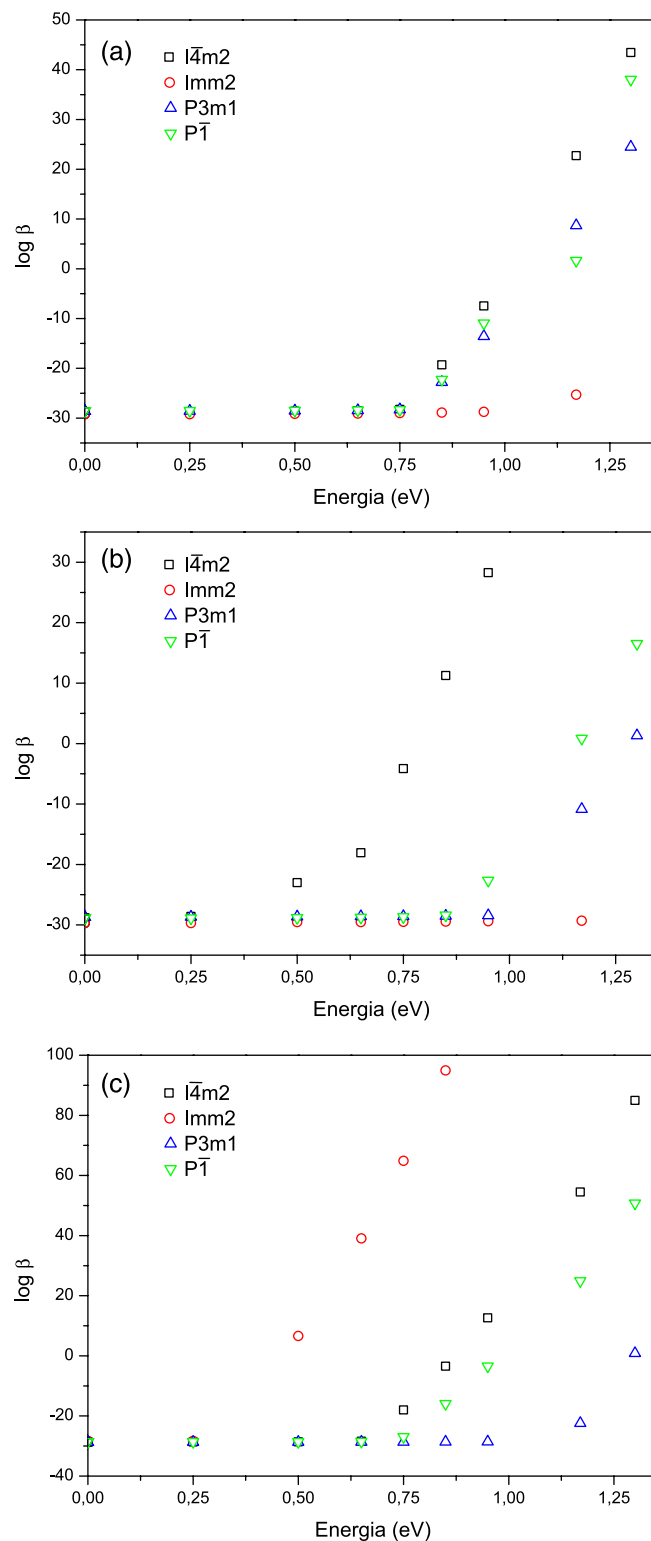 (a)
I4̅m2
Imm2
P3m1
P1̅
50
40
30
20
10
0
-10
-20
-30
log β
0,00 0,25 0,50 0,75 1,00 1,25
Energia (eV)
(b)
I4̅m2
Imm2
P3m1
P1̅
30
20
10
0
-10
-20
-30
log β
0,00 0,25 0,50 0,75 1,00 1,25
Energia (eV)
(c)
I4̅m2
Imm2
P3m1
P1̅
100
80
60
40
20
0
-20
-40
log β
0,00 0,25 0,50 0,75 1,00 1,25
Energia (eV)